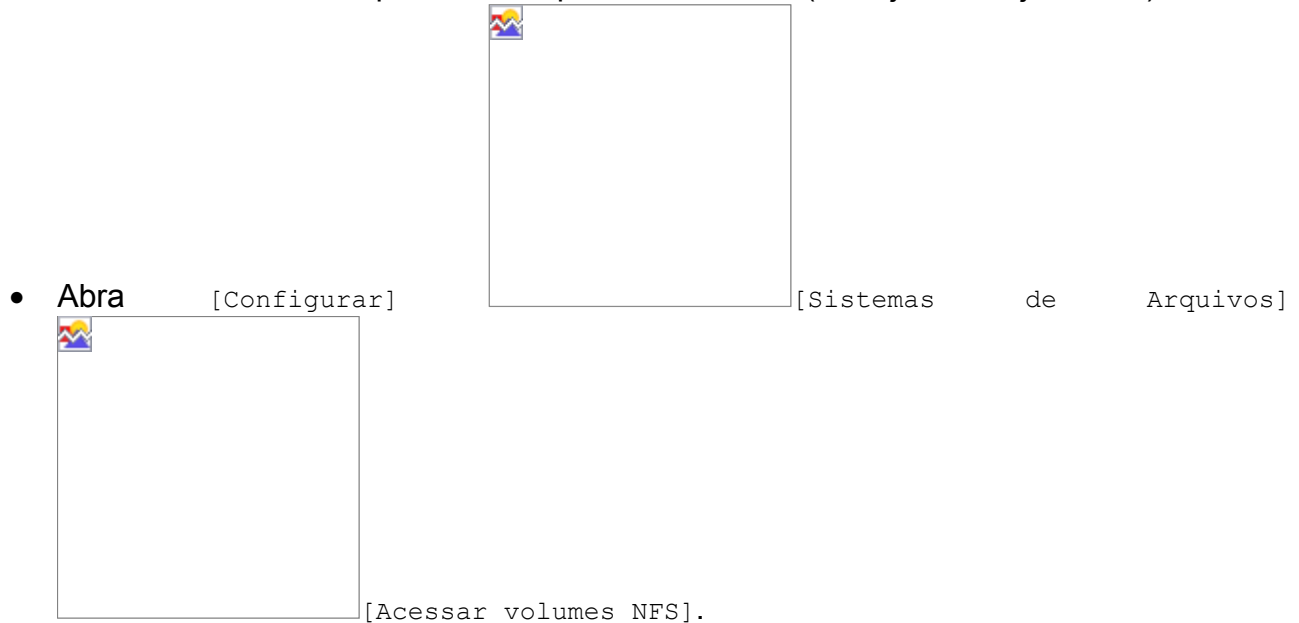 • Abra [Configurar] [Sistemas de Arquivos]
[Acessar volumes NFS].